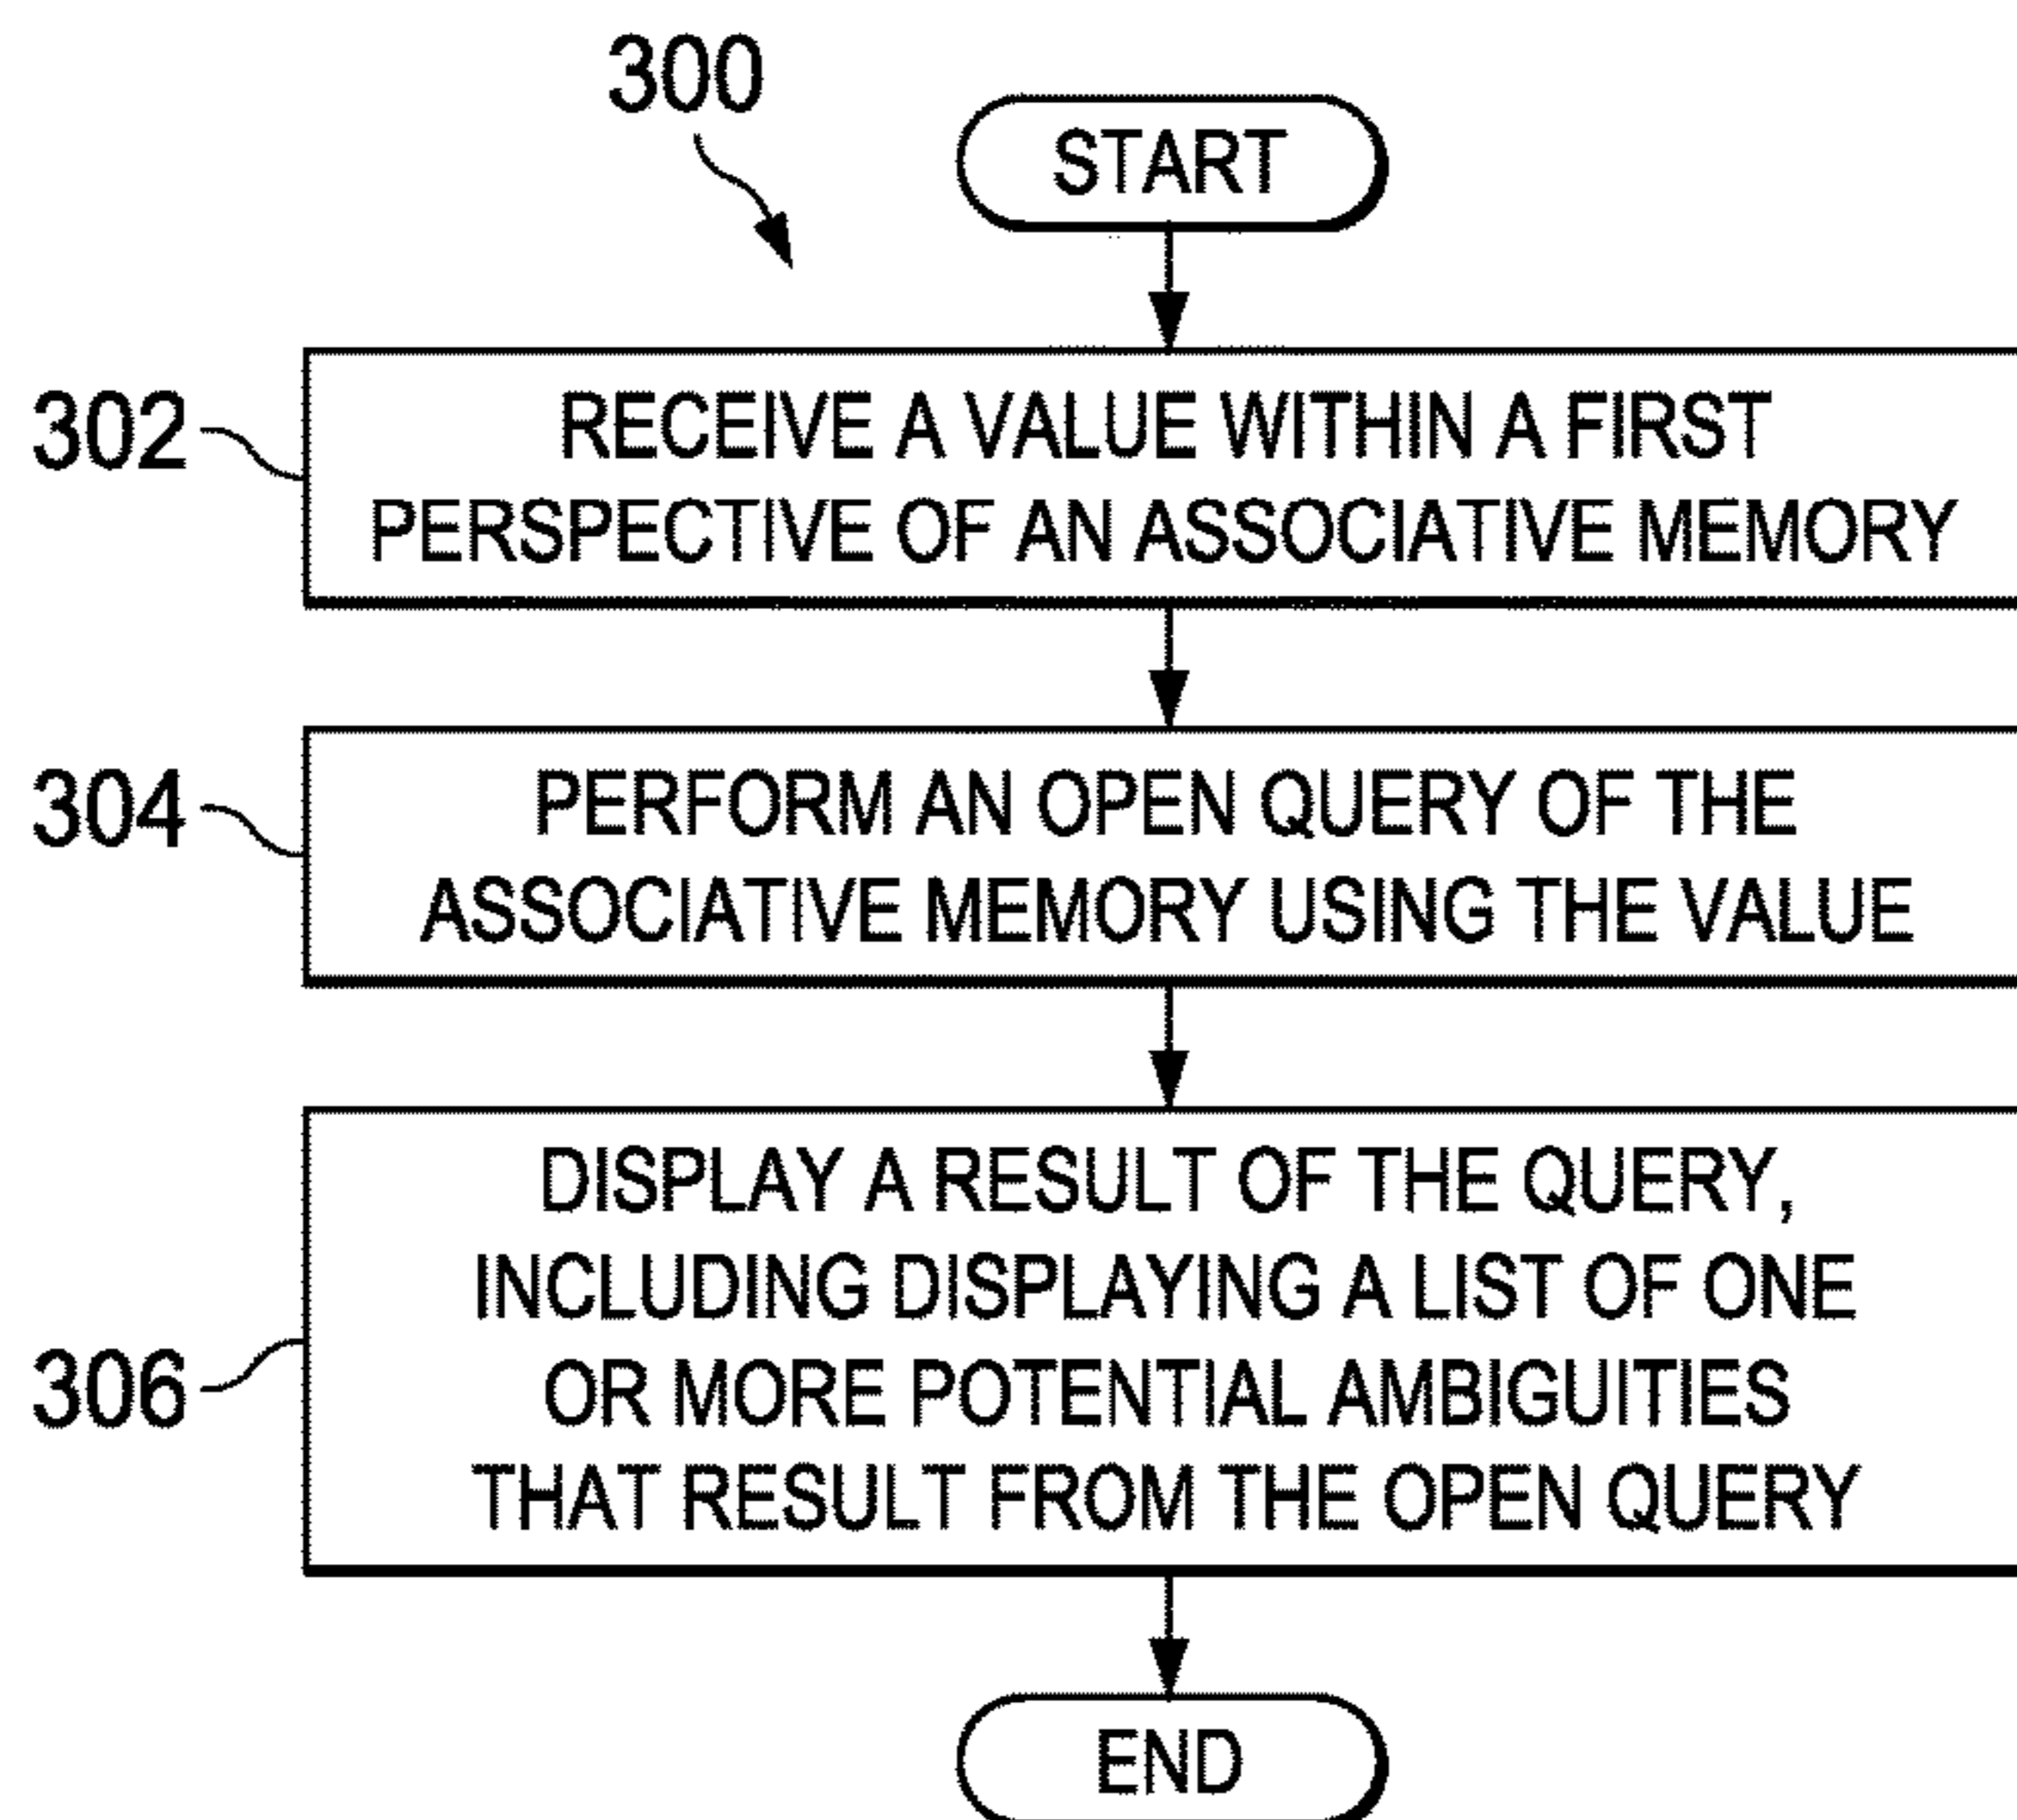 300
START
302
RECEIVE A VALUE WITHIN A FIRST
PERSPECTIVE OF AN ASSOCIATIVE MEMORY
304
PERFORM AN OPEN QUERY OF THE
ASSOCIATIVE MEMORY USING THE VALUE
306
DISPLAY A RESULT OF THE QUERY,
INCLUDING DISPLAYING A LIST OF ONE
OR MORE POTENTIAL AMBIGUITIES
THAT RESULT FROM THE OPEN QUERY
END